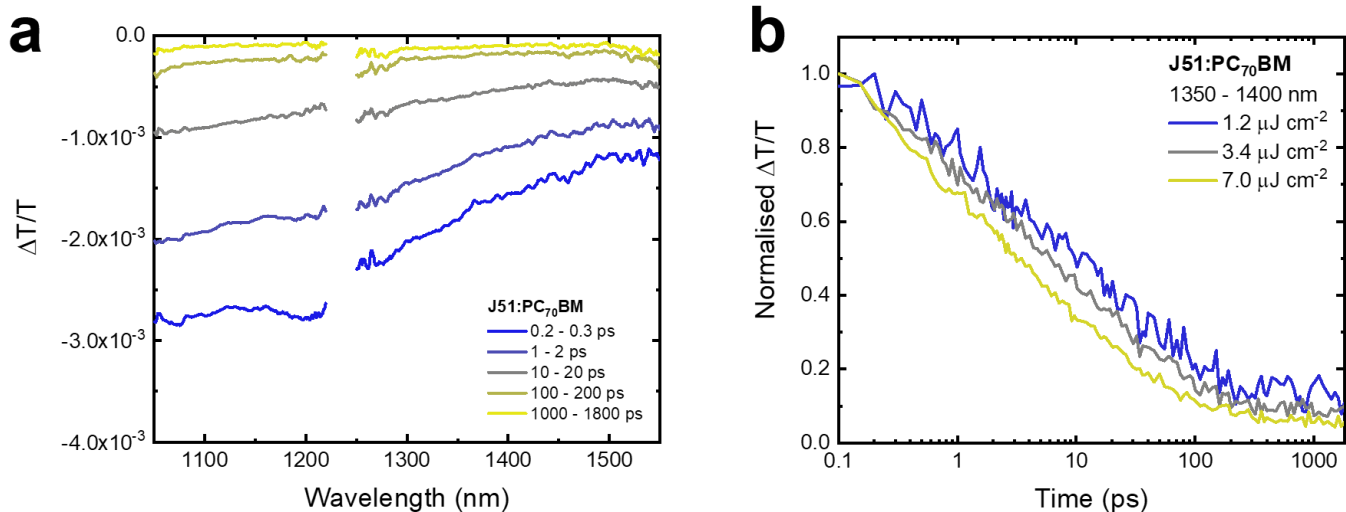 a
0.0
-1.0x10⁻³
-2.0x10⁻³
-3.0x10⁻³
-4.0x10⁻³
ΔT/T
J51:PC₇₀BM
0.2 - 0.3 ps
1 - 2 ps
10 - 20 ps
100 - 200 ps
1000 - 1800 ps
1100 1200 1300 1400 1500
Wavelength (nm)
b
1.0
0.8
0.6
0.4
0.2
0.0
Normalised ΔT/T
J51:PC₇₀BM
1350 - 1400 nm
1.2 μJ cm⁻²
3.4 μJ cm⁻²
7.0 μJ cm⁻²
0.1 1 10 100 1000
Time (ps)